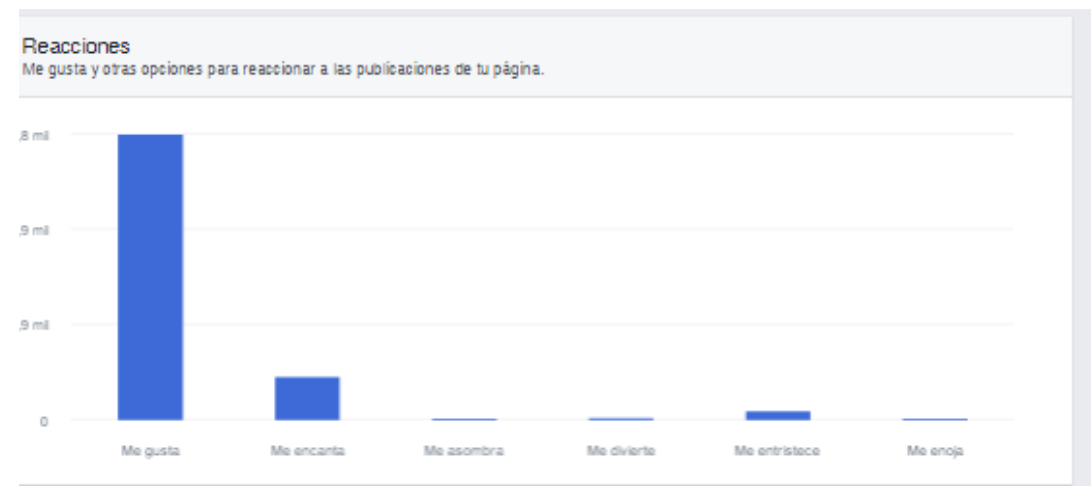 Reacciones
Me gusta y otras opciones para reaccionar a las publicaciones de tu página.
,8 mil
,9 mil
,9 mil
0
Me gusta Me encanta Me asombra Me divierte Me entristece Me enoja